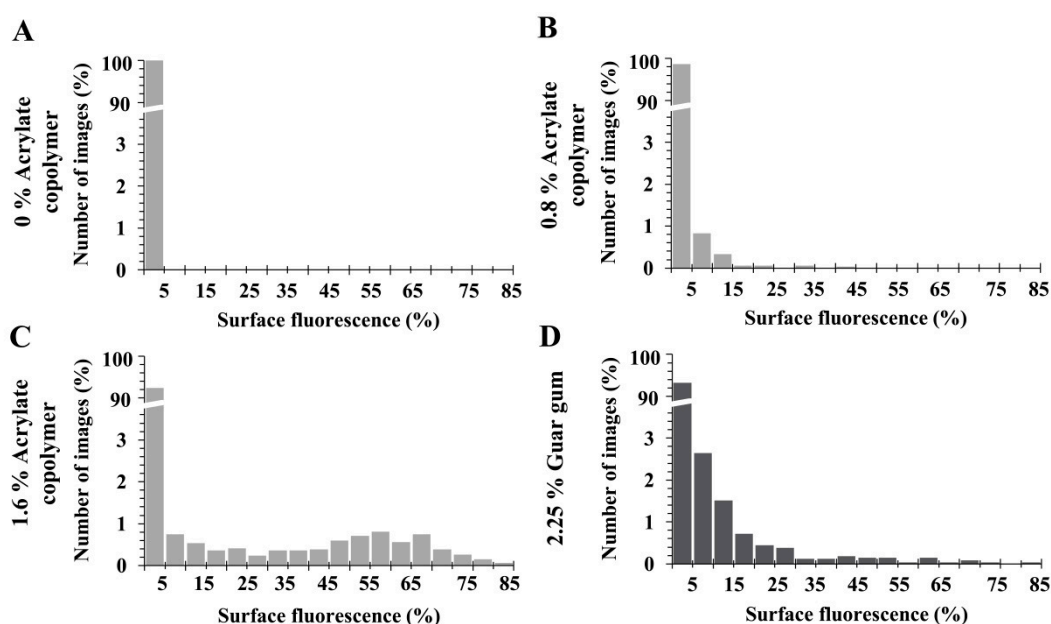 A
0 % Acrylate
copolymer
Number of images (%)
100
90
3
2
1
0
5 15 25 35 45 55 65 75 85
Surface fluorescence (%)
B
0.8 % Acrylate
copolymer
Number of images (%)
100
90
3
2
1
0
5 15 25 35 45 55 65 75 85
Surface fluorescence (%)
C
1.6 % Acrylate
copolymer
Number of images (%)
100
90
3
2
1
0
5 15 25 35 45 55 65 75 85
Surface fluorescence (%)
D
2.25 % Guar gum
Number of images (%)
100
90
3
2
1
0
5 15 25 35 45 55 65 75 85
Surface fluorescence (%)